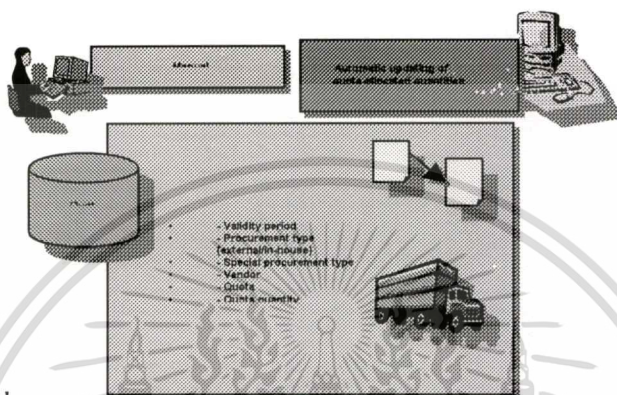 Manual
Automatic updating of
quota allocation quantities
- Validity period
- Procurement type
(external/in-house)
- Special procurement type
- Vendor
- Quota
- Quota quantity